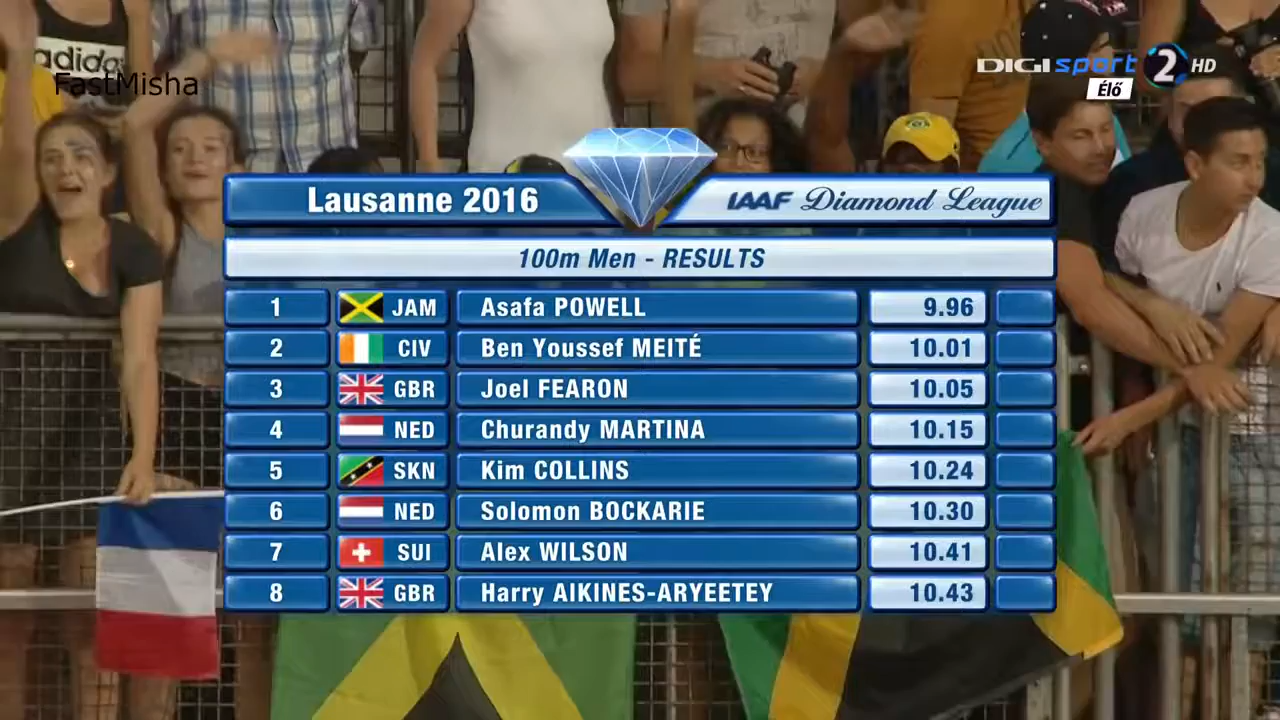 adidas
FastMisha
DIGI sport 2 HD
Élő
Lausanne 2016
IAAF Diamond League
100m Men - RESULTS
1 JAM Asafa POWELL 9.96
2 CIV Ben Youssef MEITÉ 10.01
3 GBR Joel FEARON 10.05
4 NED Churandy MARTINA 10.15
5 SKN Kim COLLINS 10.24
6 NED Solomon BOCKARIE 10.30
7 SUI Alex WILSON 10.41
8 GBR Harry AIKINES-ARYEETEY 10.43